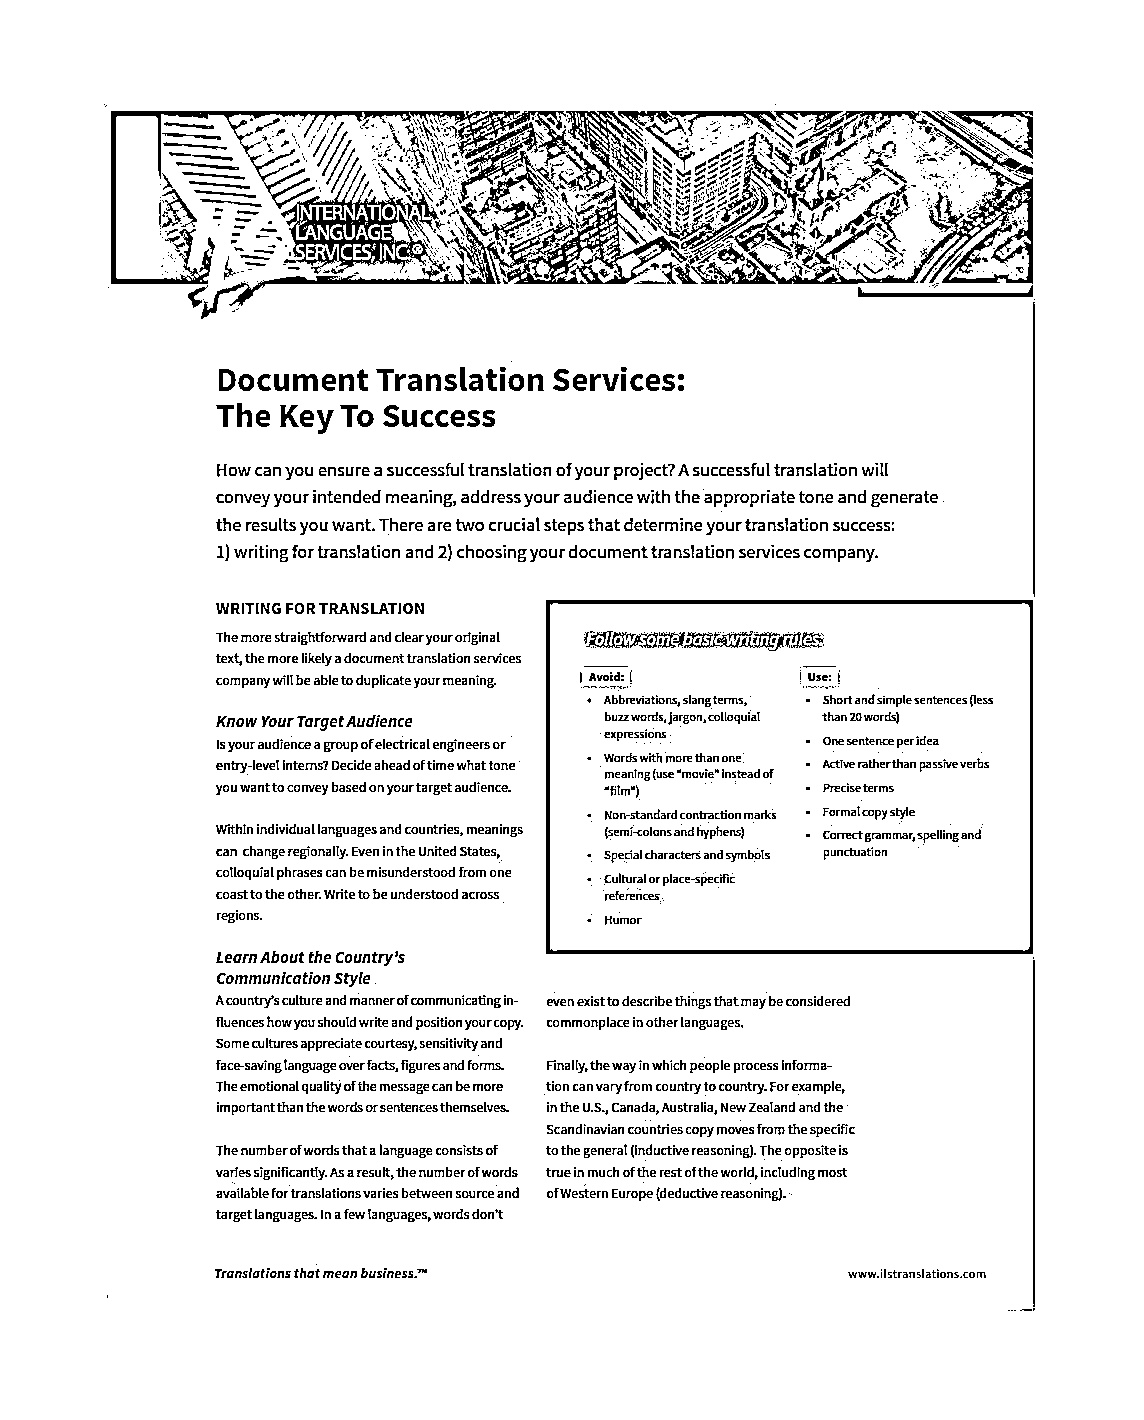 INTERNATIONAL
LANGUAGE
SERVICES, INC.®
Document Translation Services:
The Key To Success
How can you ensure a successful translation of your project? A successful translation will
convey your intended meaning, address your audience with the appropriate tone and generate
the results you want. There are two crucial steps that determine your translation success:
1) writing for translation and 2) choosing your document translation services company.
WRITING FOR TRANSLATION
The more straightforward and clear your original
text, the more likely a document translation services
company will be able to duplicate your meaning.
Know Your Target Audience
Is your audience a group of electrical engineers or
entry-level interns? Decide ahead of time what tone
you want to convey based on your target audience.
Within individual languages and countries, meanings
can change regionally. Even in the United States,
colloquial phrases can be misunderstood from one
coast to the other. Write to be understood across
regions.
Learn About the Country's
Communication Style
A country's culture and manner of communicating in-
fluences how you should write and position your copy.
Some cultures appreciate courtesy, sensitivity and
face-saving language over facts, figures and forms.
The emotional quality of the message can be more
important than the words or sentences themselves.
The number of words that a language consists of
varies significantly. As a result, the number of words
available for translations varies between source and
target languages. In a few languages, words don't
Follow some basic writing rules:
Avoid:
• Abbreviations, slang terms,
buzz words, jargon, colloquial
expressions
• Words with more than one
meaning (use "movie" instead of
"film")
• Non-standard contraction marks
(semi-colons and hyphens)
• Special characters and symbols
• Cultural or place-specific
references
• Humor
Use:
• Short and simple sentences (less
than 20 words)
• One sentence per idea
• Active rather than passive verbs
• Precise terms
• Formal copy style
• Correct grammar, spelling and
punctuation
even exist to describe things that may be considered
commonplace in other languages.
Finally, the way in which people process informa-
tion can vary from country to country. For example,
in the U.S., Canada, Australia, New Zealand and the
Scandinavian countries copy moves from the specific
to the general (inductive reasoning). The opposite is
true in much of the rest of the world, including most
of Western Europe (deductive reasoning).
Translations that mean business.™
www.ilstranslations.com